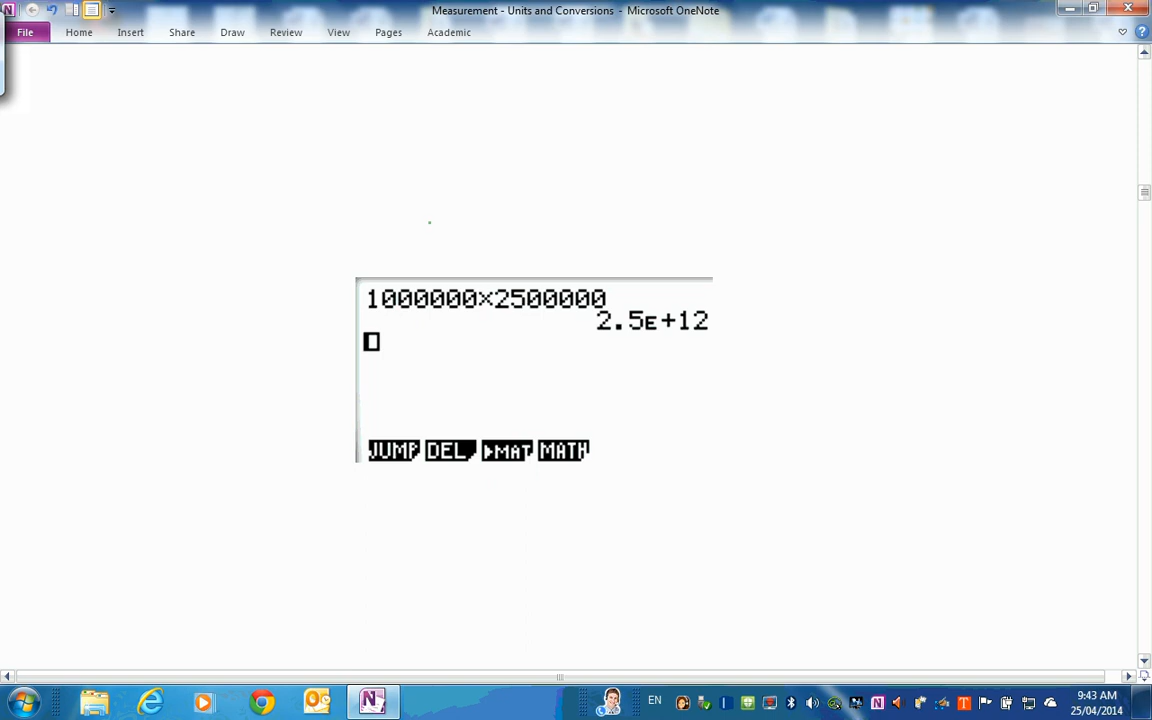 Measurement - Units and Conversions - Microsoft OneNote
File Home Insert Share Draw Review View Pages Academic
1000000×2500000
2.5E+12
JUMP DEL ▶MAT MATH
EN
9:43 AM
25/04/2014